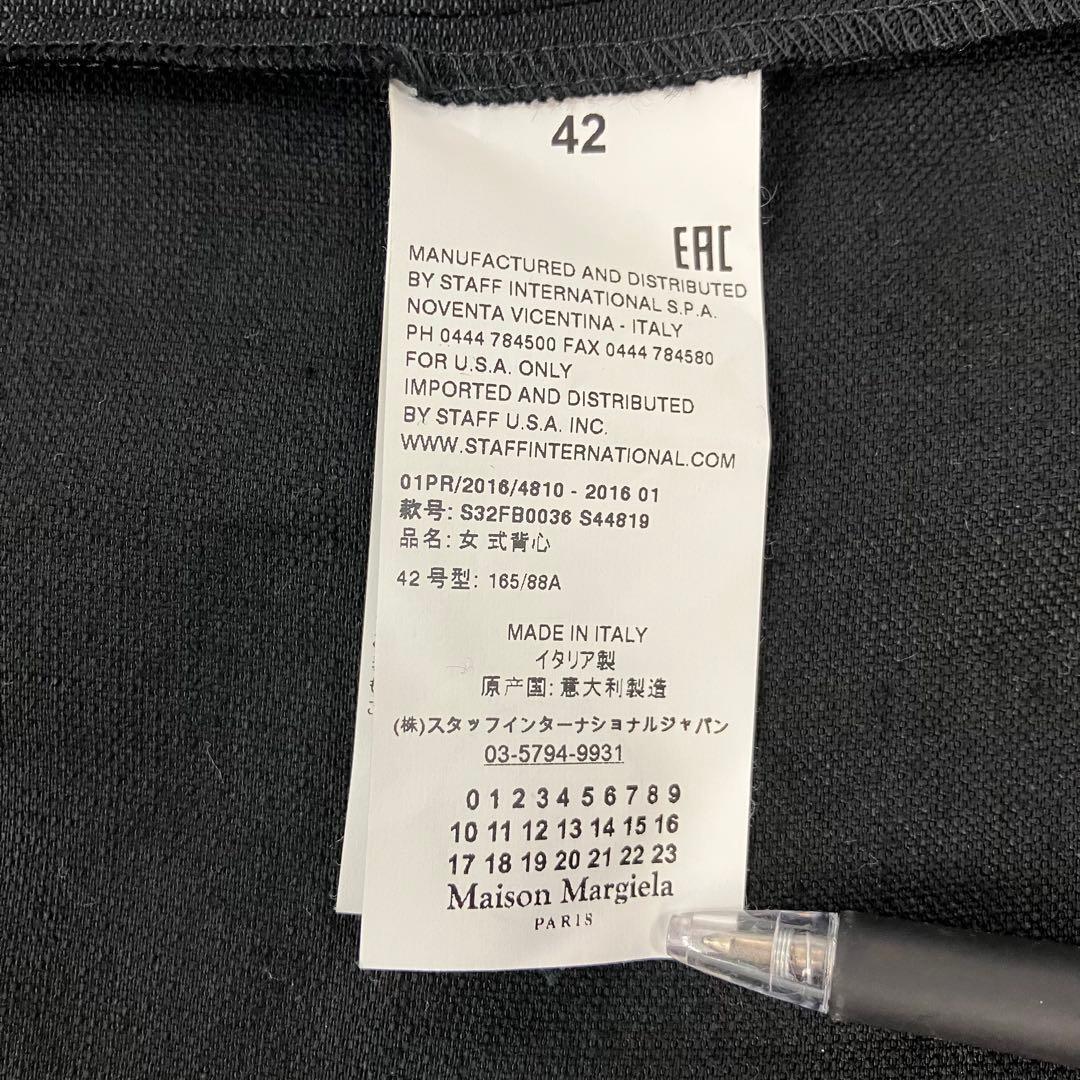 42
EAC
MANUFACTURED AND DISTRIBUTED
BY STAFF INTERNATIONAL S.P.A.
NOVENTA VICENTINA - ITALY
PH 0444 784500 FAX 0444 784580
FOR U.S.A. ONLY
IMPORTED AND DISTRIBUTED
BY STAFF U.S.A. INC.
WWW.STAFFINTERNATIONAL.COM
01PR/2016/4810 - 2016 01
款号: S32FB0036 S44819
品名: 女 式背心
42 号型: 165/88A
MADE IN ITALY
イタリア製
原产国: 意大利製造
(株)スタッフインターナショナルジャパン
03-5794-9931
0 1 2 3 4 5 6 7 8 9
10 11 12 13 14 15 16
17 18 19 20 21 22 23
Maison Margiela
PARIS